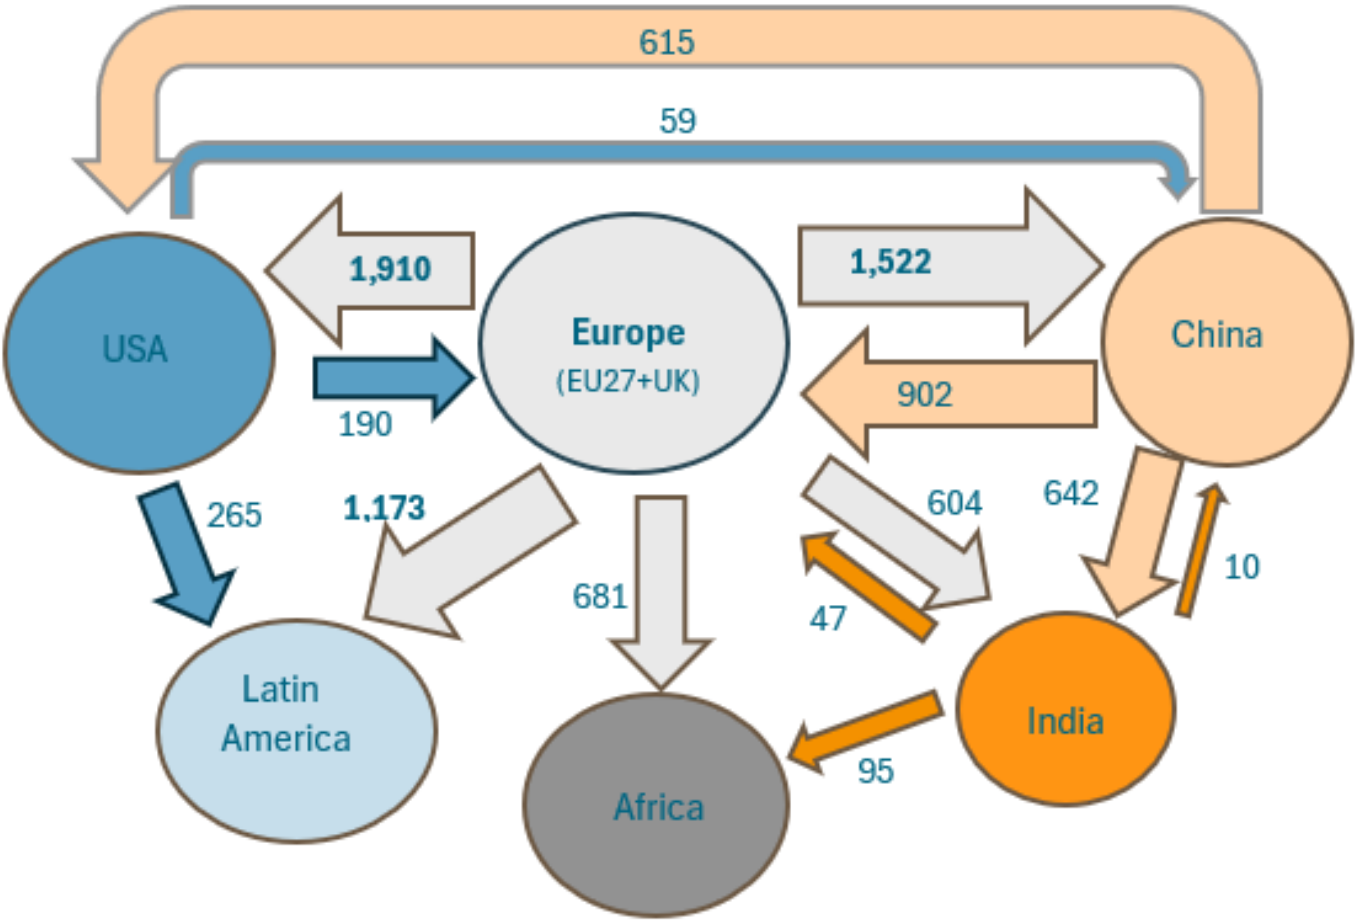 615
59
1,910
1,522
USA
Europe
(EU27+UK)
China
190
902
265
1,173
604
642
681
47
10
Latin
America
India
95
Africa